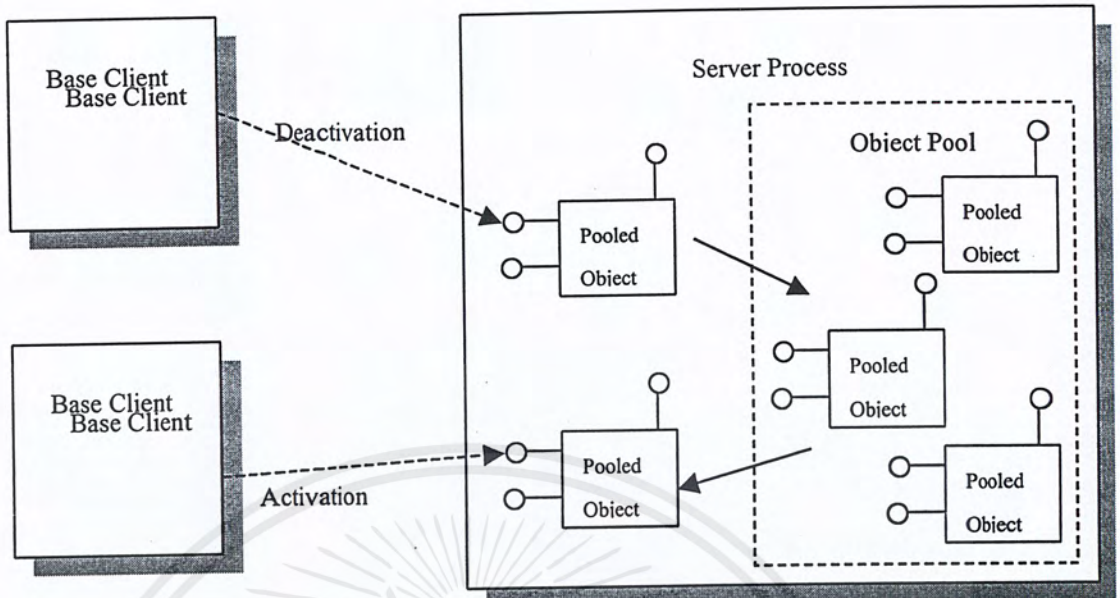 Base Client
Base Client
Deactivation
Server Process
Object Pool
Pooled
Object
Pooled
Object
Pooled
Object
Base Client
Base Client
Activation
Pooled
Object
Pooled
Object